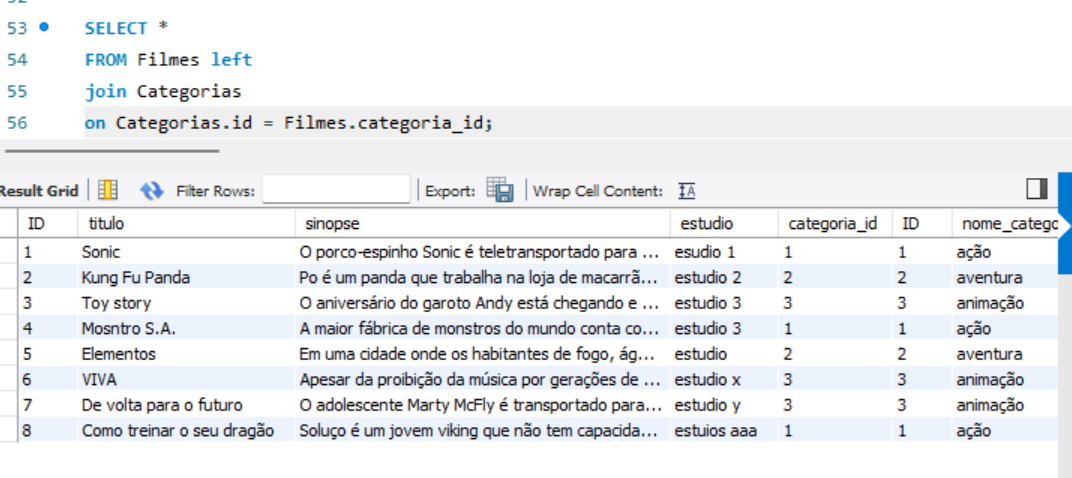 53 SELECT *
54 FROM Filmes left
55 join Categorias
56 on Categorias.id = Filmes.categoria_id;
Result Grid Filter Rows: Export: Wrap Cell Content: IA
ID titulo sinopse estudio categoria_id ID nome_catego
1 Sonic O porco-espinho Sonic é teletransportado para ... esudio 1 1 1 ação
2 Kung Fu Panda Po é um panda que trabalha na loja de macarrã... estudio 2 2 2 aventura
3 Toy story O aniversário do garoto Andy está chegando e ... estudio 3 3 3 animação
4 Mosntro S.A. A maior fábrica de monstros do mundo conta co... estudio 3 1 1 ação
5 Elementos Em uma cidade onde os habitantes de fogo, ág... estudio 2 2 aventura
6 VIVA Apesar da proibição da música por gerações de ... estudio x 3 3 animação
7 De volta para o futuro O adolescente Marty McFly é transportado para... estudio y 3 3 animação
8 Como treinar o seu dragão Soluço é um jovem viking que não tem capacida... estuios aaa 1 1 ação